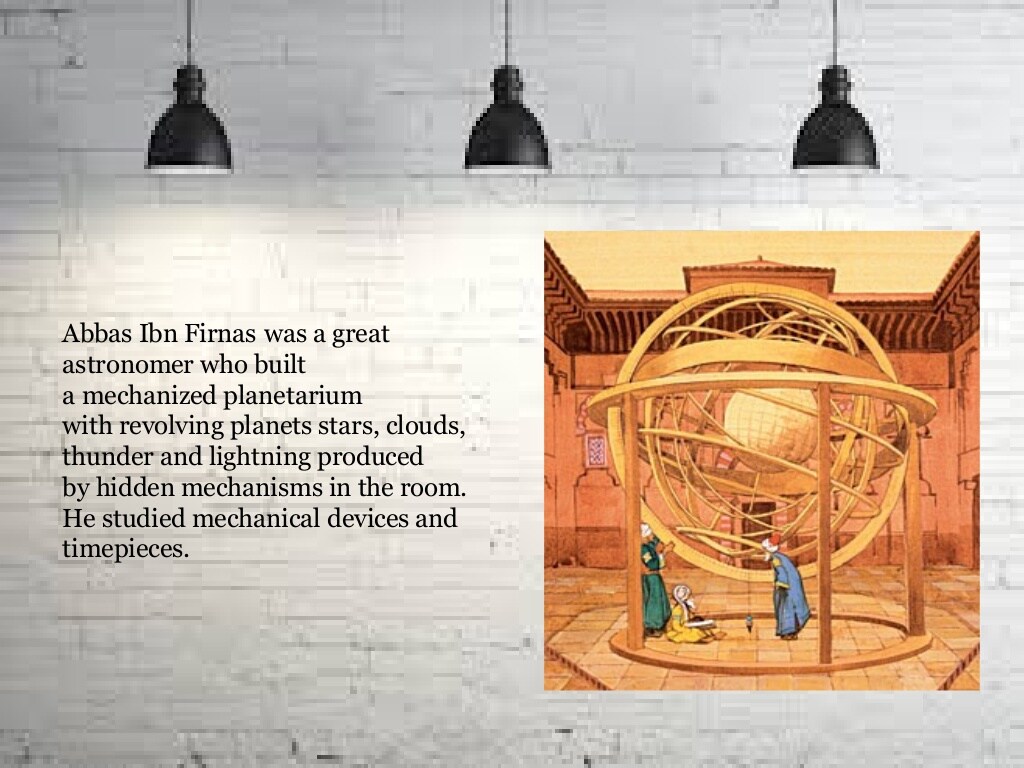 Abbas Ibn Firnas was a great
astronomer who built
a mechanized planetarium
with revolving planets stars, clouds,
thunder and lightning produced
by hidden mechanisms in the room.
He studied mechanical devices and
timepieces.